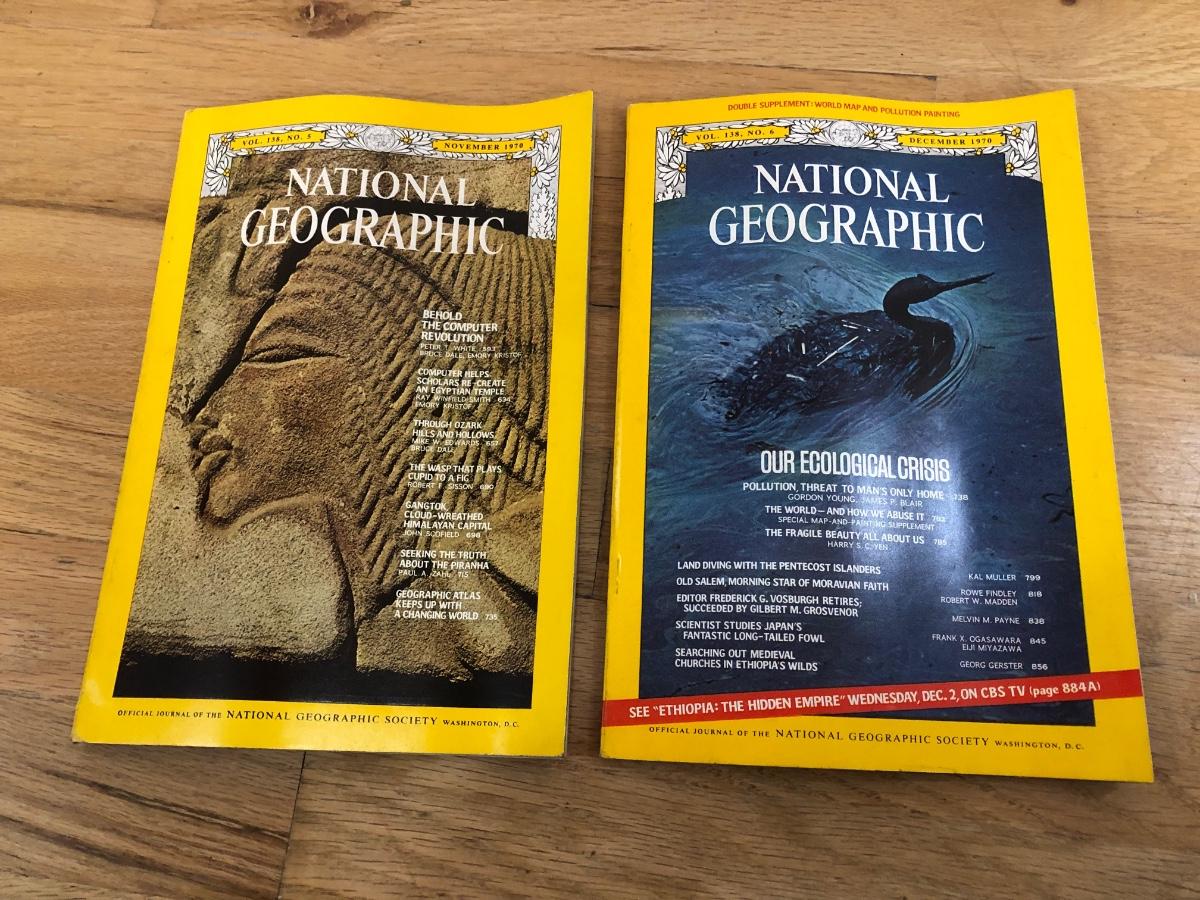 VOL. 138, NO. 5
NOVEMBER 1970
NATIONAL
GEOGRAPHIC
BEHOLD
THE COMPUTER
REVOLUTION
PETER T. WHITE 593
BRUCE DALE, EMORY KRISTOF
COMPUTER HELPS
SCHOLARS RE-CREATE
AN EGYPTIAN TEMPLE
RAY WINFIELD SMITH 634
EMORY KRISTOF
THROUGH OZARK
HILLS AND HOLLOWS
MIKE W. EDWARDS 657
BRUCE DALE
THE WASP THAT PLAYS
CUPID TO A FIG
ROBERT F. SISSON 690
GANGTOK,
CLOUD-WREATHED
HIMALAYAN CAPITAL
JOHN SCOFIELD 698
SEEKING THE TRUTH
ABOUT THE PIRANHA
PAUL A. ZAHL 715
GEOGRAPHIC ATLAS
KEEPS UP WITH
A CHANGING WORLD 735
OFFICIAL JOURNAL OF THE NATIONAL GEOGRAPHIC SOCIETY WASHINGTON, D.C.
DOUBLE SUPPLEMENT: WORLD MAP AND POLLUTION PAINTING
VOL. 138, NO. 6
DECEMBER 1970
NATIONAL
GEOGRAPHIC
OUR ECOLOGICAL CRISIS
POLLUTION, THREAT TO MAN'S ONLY HOME 738
GORDON YOUNG, JAMES P. BLAIR
THE WORLD—AND HOW WE ABUSE IT 782
SPECIAL MAP-AND-PAINTING SUPPLEMENT
THE FRAGILE BEAUTY ALL ABOUT US 785
HARRY S. C. YEN
LAND DIVING WITH THE PENTECOST ISLANDERS KAL MULLER 799
OLD SALEM, MORNING STAR OF MORAVIAN FAITH ROWE FINDLEY 818
ROBERT W. MADDEN
EDITOR FREDERICK G. VOSBURGH RETIRES;
SUCCEEDED BY GILBERT M. GROSVENOR MELVIN M. PAYNE 838
SCIENTIST STUDIES JAPAN'S FRANK X. OGASAWARA 845
FANTASTIC LONG-TAILED FOWL EIJI MIYAZAWA
SEARCHING OUT MEDIEVAL
CHURCHES IN ETHIOPIA'S WILDS GEORG GERSTER 856
SEE "ETHIOPIA: THE HIDDEN EMPIRE" WEDNESDAY, DEC. 2, ON CBS TV (page 884A)
OFFICIAL JOURNAL OF THE NATIONAL GEOGRAPHIC SOCIETY WASHINGTON, D.C.